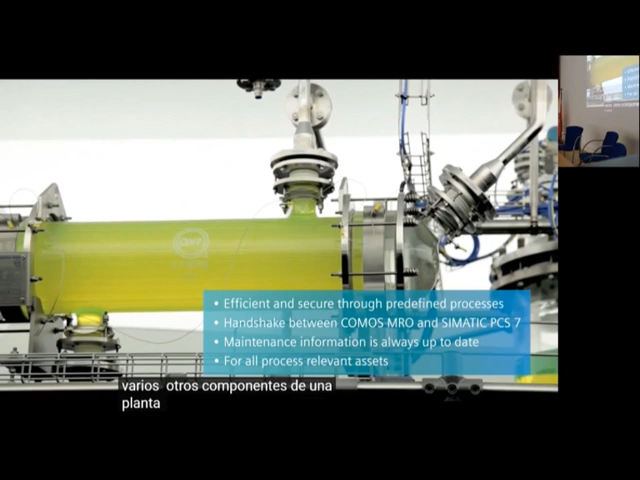 • Efficient and secure through predefined processes
• Handshake between COMOS MRO and SIMATIC PCS 7
• Maintenance information is always up to date
• For all process relevant assets
varios otros componentes de una
planta